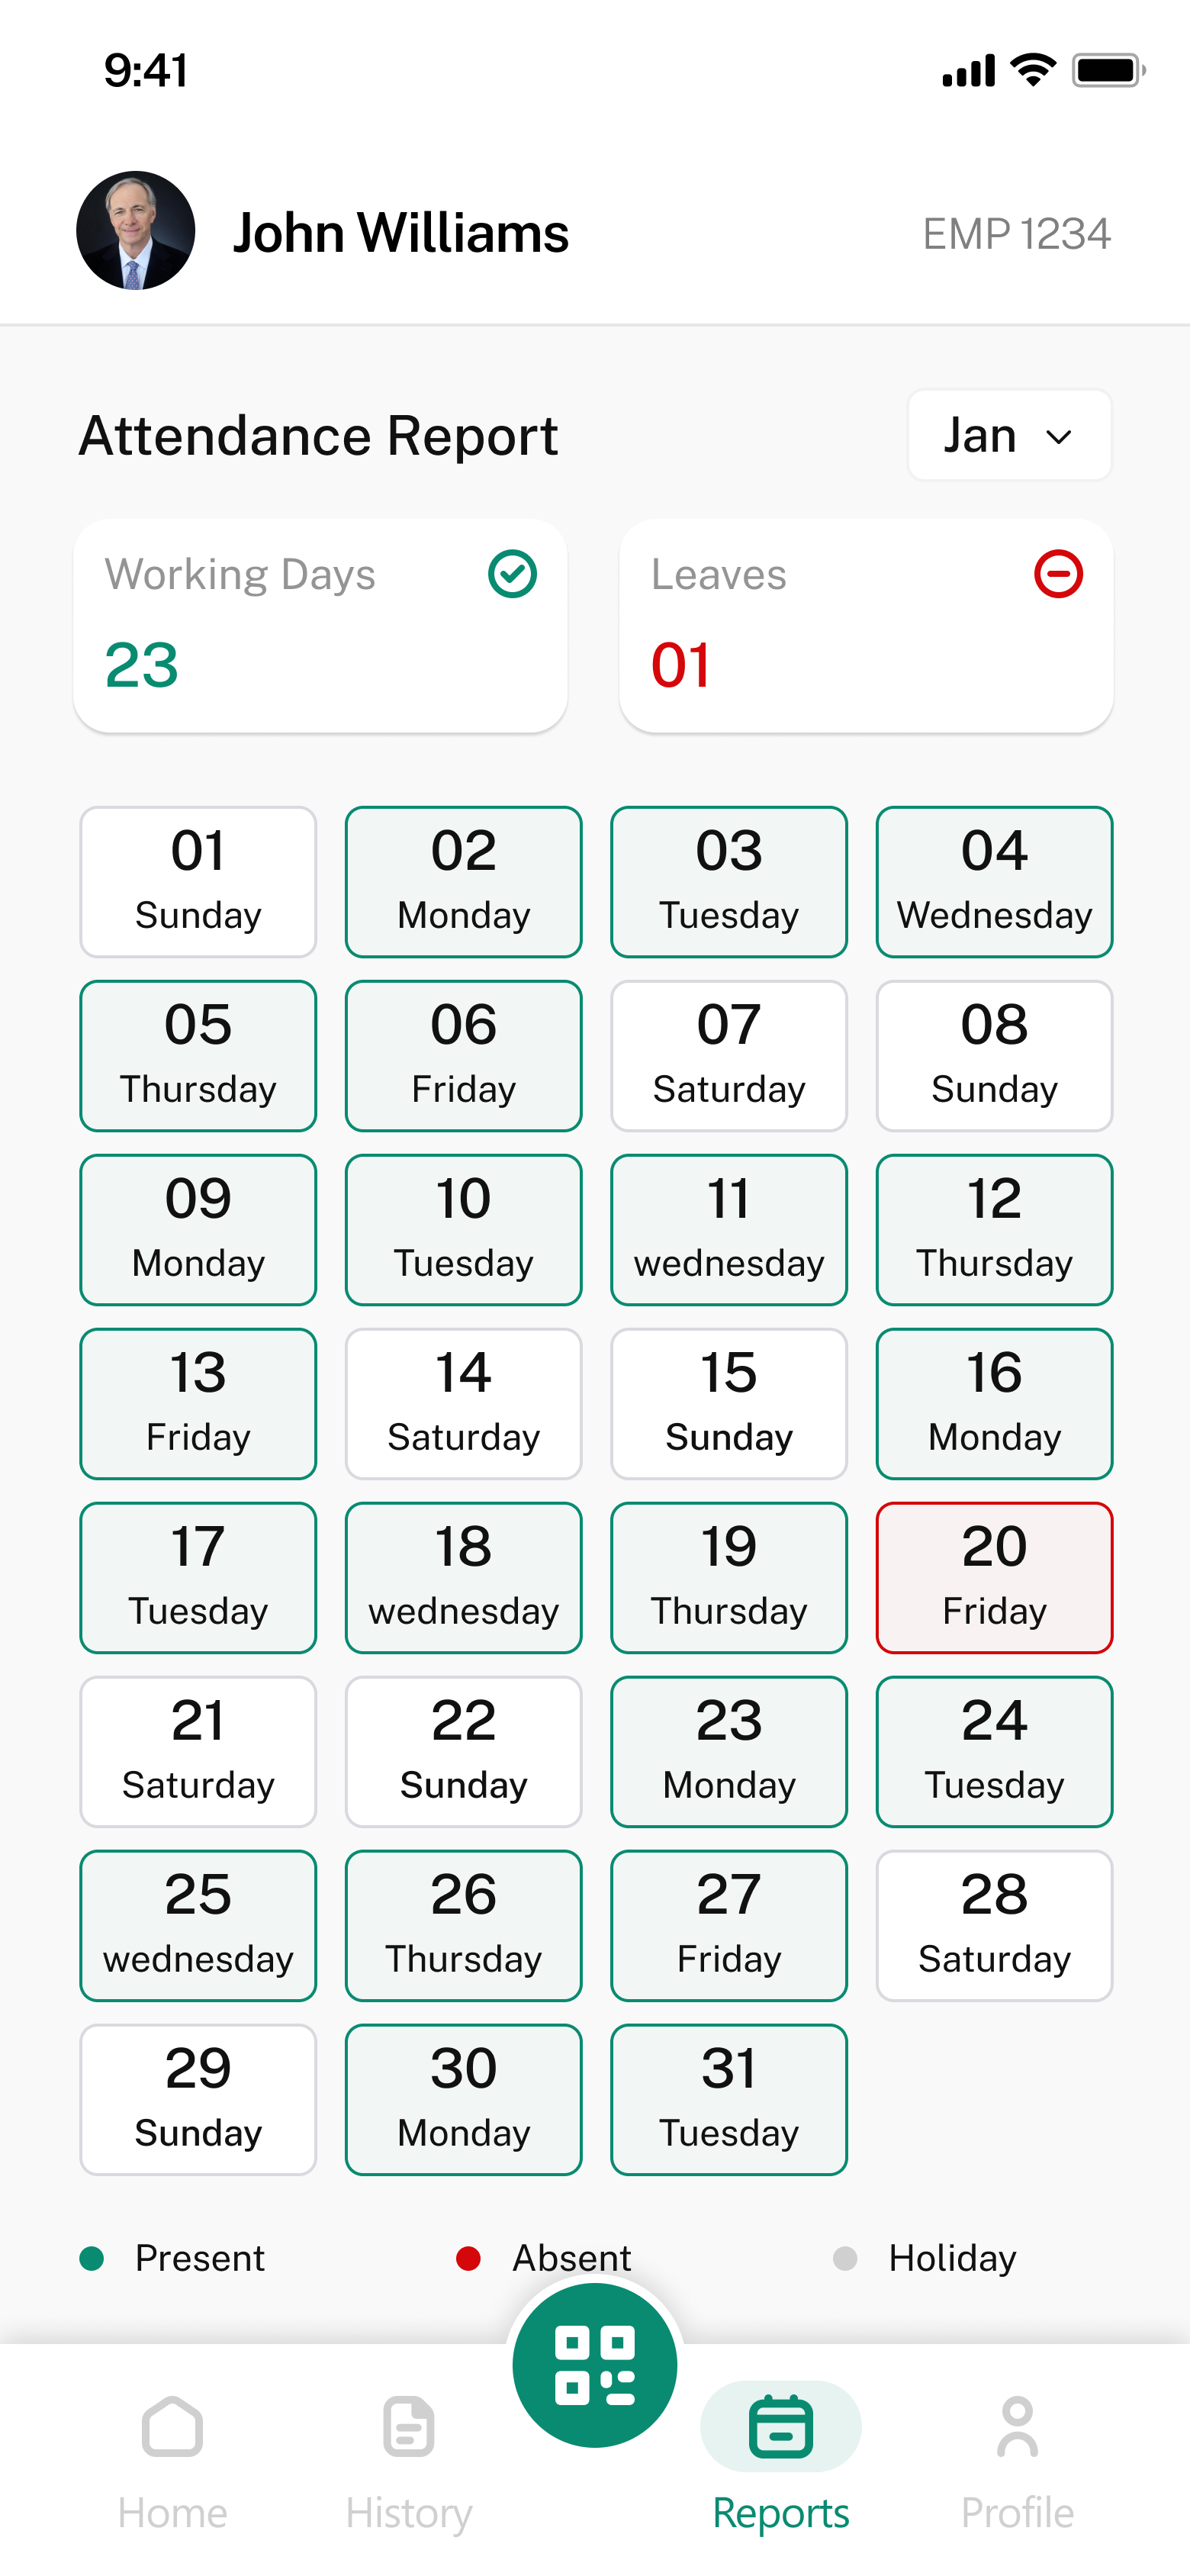 9:41
John Williams
EMP 1234
Attendance Report
Jan
Working Days
Leaves
23
01
01
02
03
04
Sunday
Monday
Tuesday
Wednesday
05
06
07
08
Thursday
Friday
Saturday
Sunday
09
10
11
12
Monday
Tuesday
wednesday
Thursday
13
14
15
16
Friday
Saturday
Sunday
Monday
17
18
19
20
Tuesday
wednesday
Thursday
Friday
21
22
23
24
Saturday
Sunday
Monday
Tuesday
25
26
27
28
wednesday
Thursday
Friday
Saturday
29
30
31
Sunday
Monday
Tuesday
Present
Absent
Holiday
Home
History
Reports
Profile